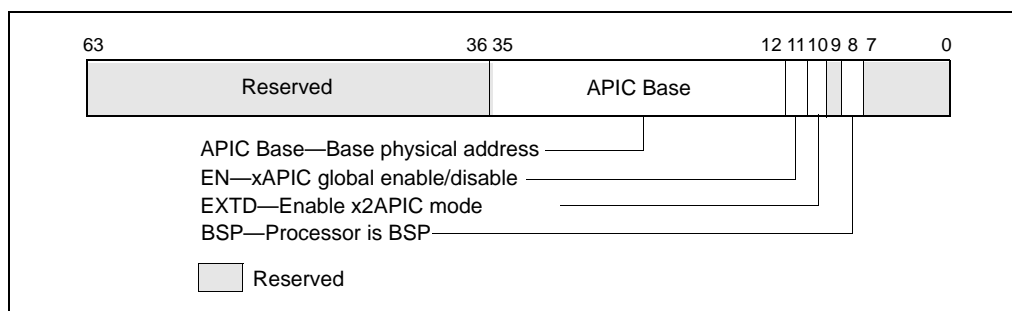 63 36 35 12 11 10 9 8 7 0
Reserved APIC Base
APIC Base—Base physical address
EN—xAPIC global enable/disable
EXTD—Enable x2APIC mode
BSP—Processor is BSP
Reserved